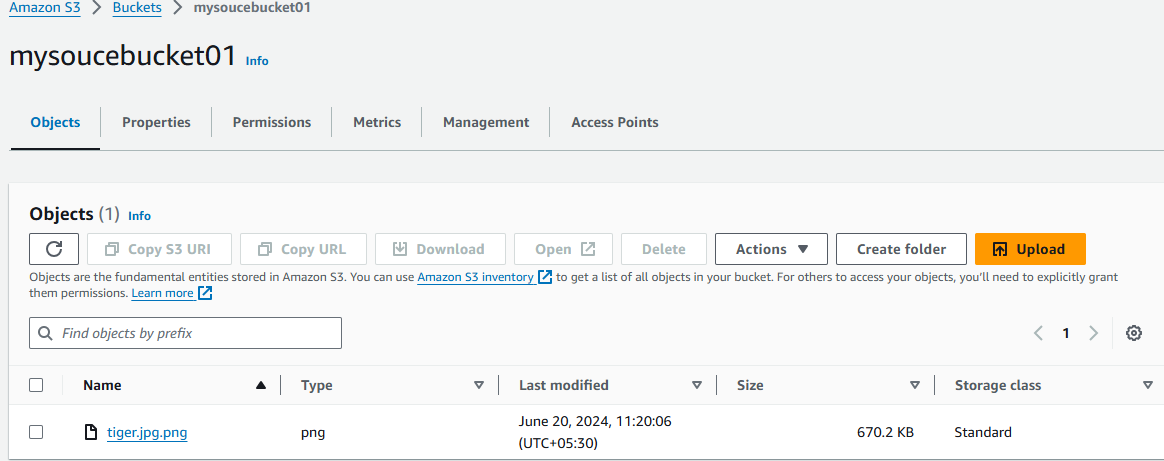 Amazon S3 > Buckets > mysoucebucket01
mysoucebucket01 Info
Objects Properties Permissions Metrics Management Access Points
Objects (1) Info
Copy S3 URI Copy URL Download Open Delete Actions Create folder Upload
Objects are the fundamental entities stored in Amazon S3. You can use Amazon S3 inventory to get a list of all objects in your bucket. For others to access your objects, you'll need to explicitly grant
them permissions. Learn more
Find objects by prefix 1
Name Type Last modified Size Storage class
tiger.jpg.png png June 20, 2024, 11:20:06 670.2 KB Standard
(UTC+05:30)